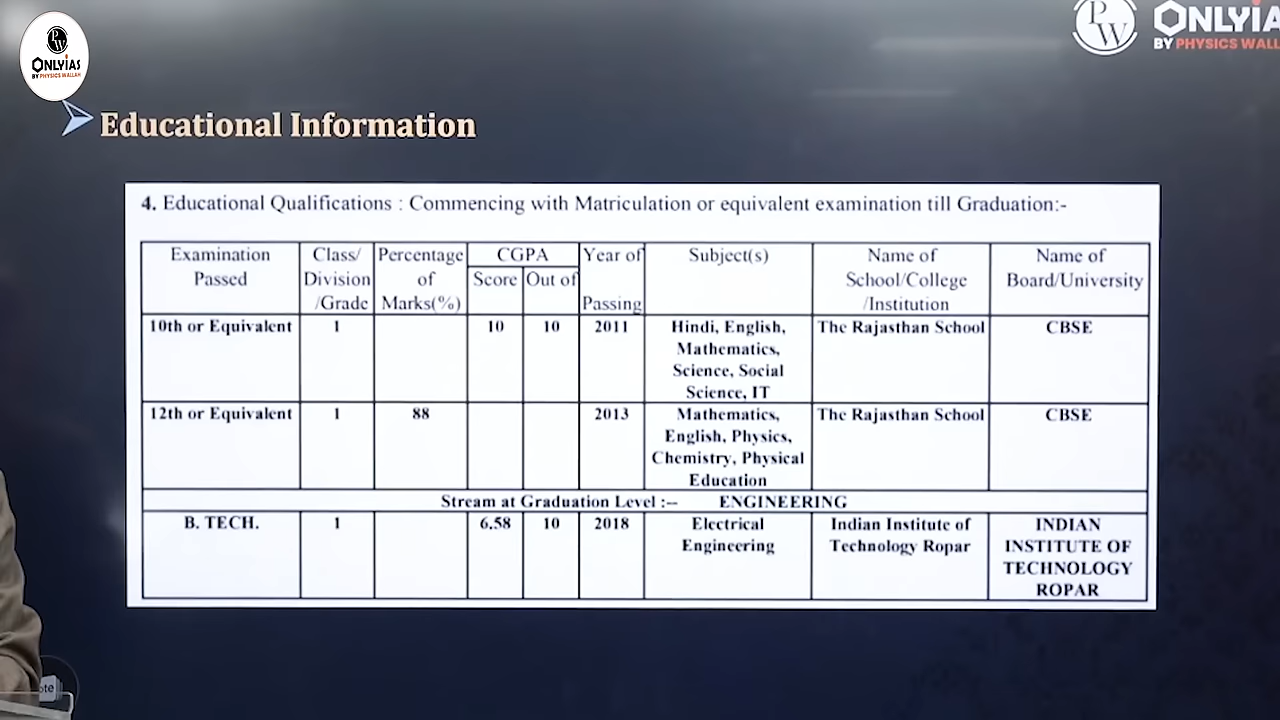 PW
ONLYIAS
BY PHYSICS WALLAH
PW
ONLYIA
BY PHYSICS WALL
Educational Information
4. Educational Qualifications : Commencing with Matriculation or equivalent examination till Graduation:-
Examination Passed | Class/ Division /Grade | Percentage of Marks(%) | CGPA | Year of Passing | Subject(s) | Name of School/College /Institution | Name of Board/University
Score | Out of
10th or Equivalent | 1 | | 10 | 10 | 2011 | Hindi, English, Mathematics, Science, Social Science, IT | The Rajasthan School | CBSE
12th or Equivalent | 1 | 88 | | | 2013 | Mathematics, English, Physics, Chemistry, Physical Education | The Rajasthan School | CBSE
Stream at Graduation Level :-- ENGINEERING
B. TECH. | 1 | | 6.58 | 10 | 2018 | Electrical Engineering | Indian Institute of Technology Ropar | INDIAN INSTITUTE OF TECHNOLOGY ROPAR
ote